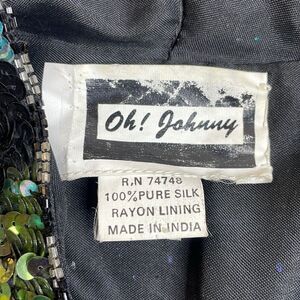 Oh! Johnny
R.N 74748
100% PURE SILK
RAYON LINING
MADE IN INDIA